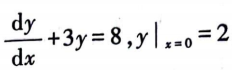 dy/dx + 3y = 8 , y |ₓ₌₀ = 2